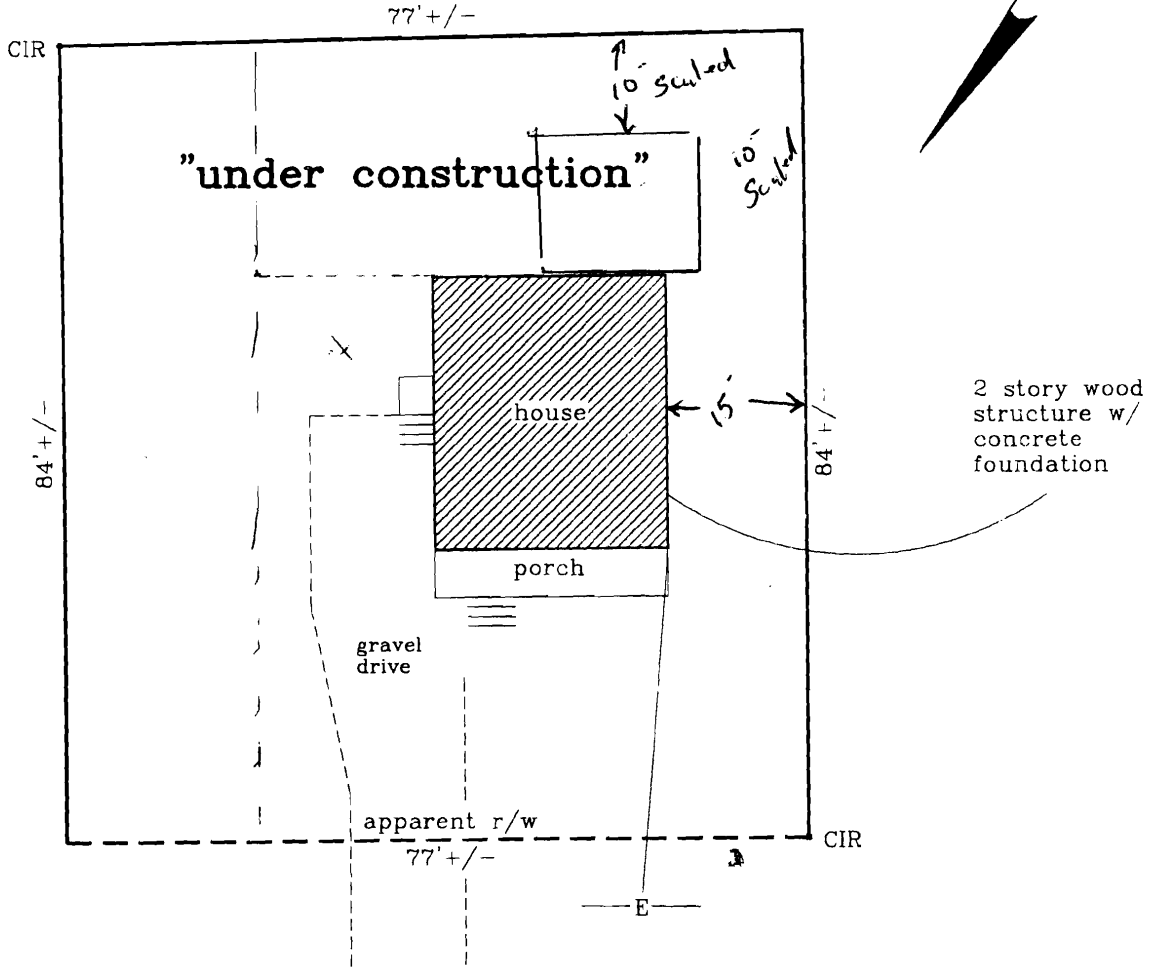 77'+/-
CIR
10' Scaled
"under construction"
10'
Scaled
84'+/-
house
15'
84'+/-
2 story wood
structure w/
concrete
foundation
porch
gravel
drive
apparent r/w
77'+/-
CIR
E